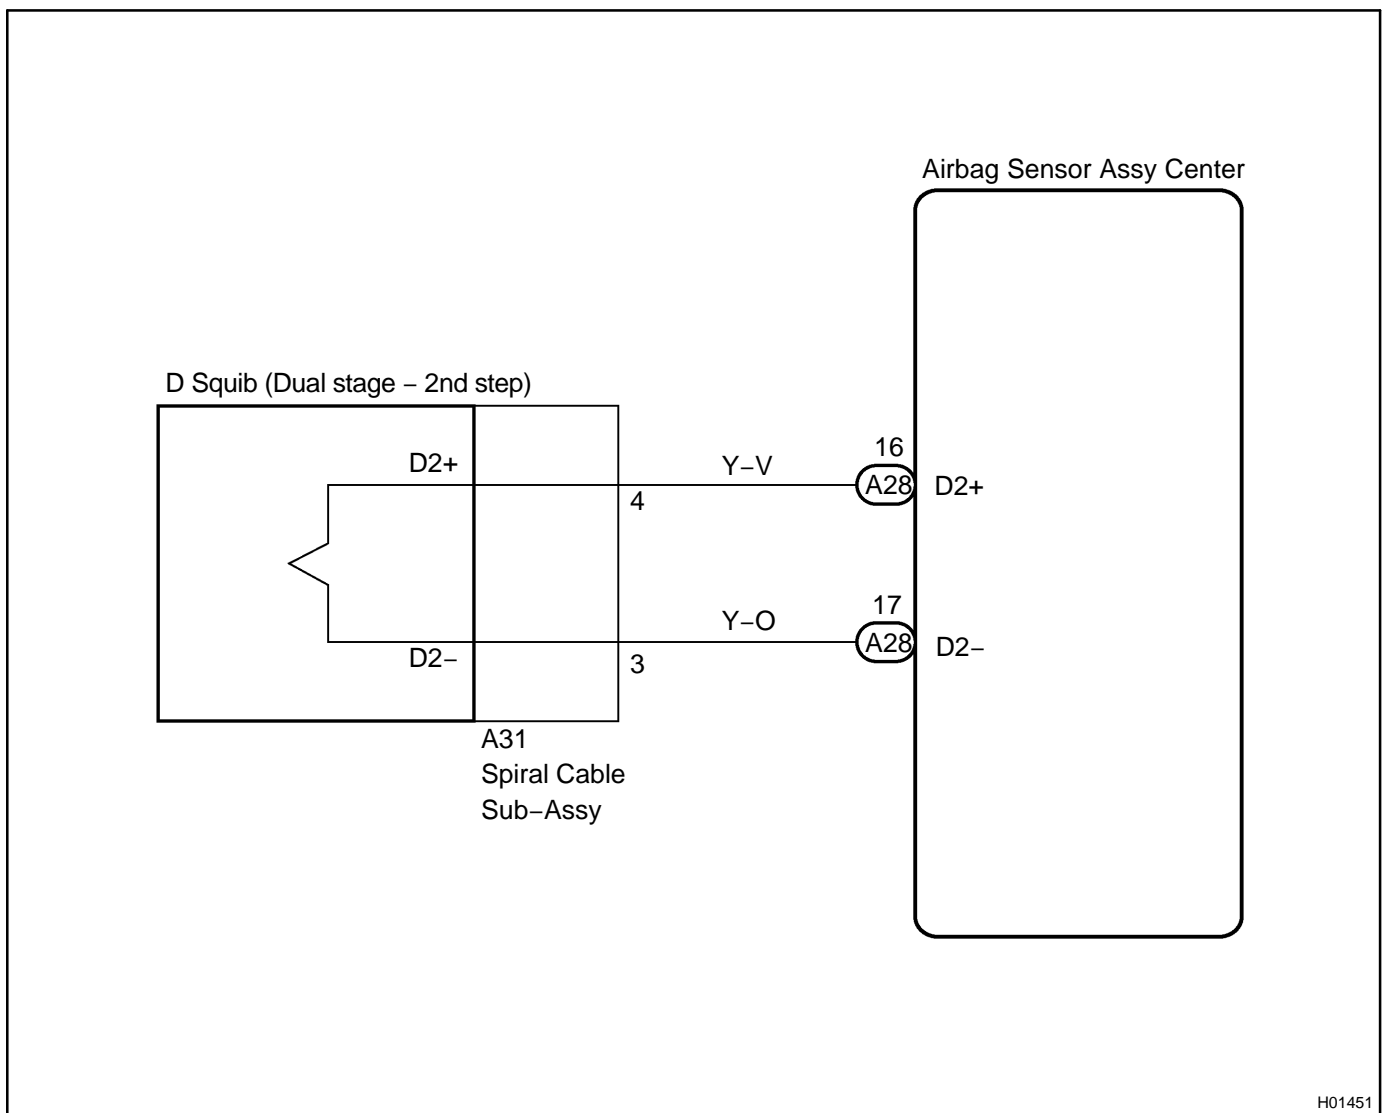 Airbag Sensor Assy Center
D Squib (Dual stage – 2nd step)
D2+
4
Y–V
16
A28
D2+
D2–
3
Y–O
17
A28
D2–
A31
Spiral Cable
Sub–Assy
H01451